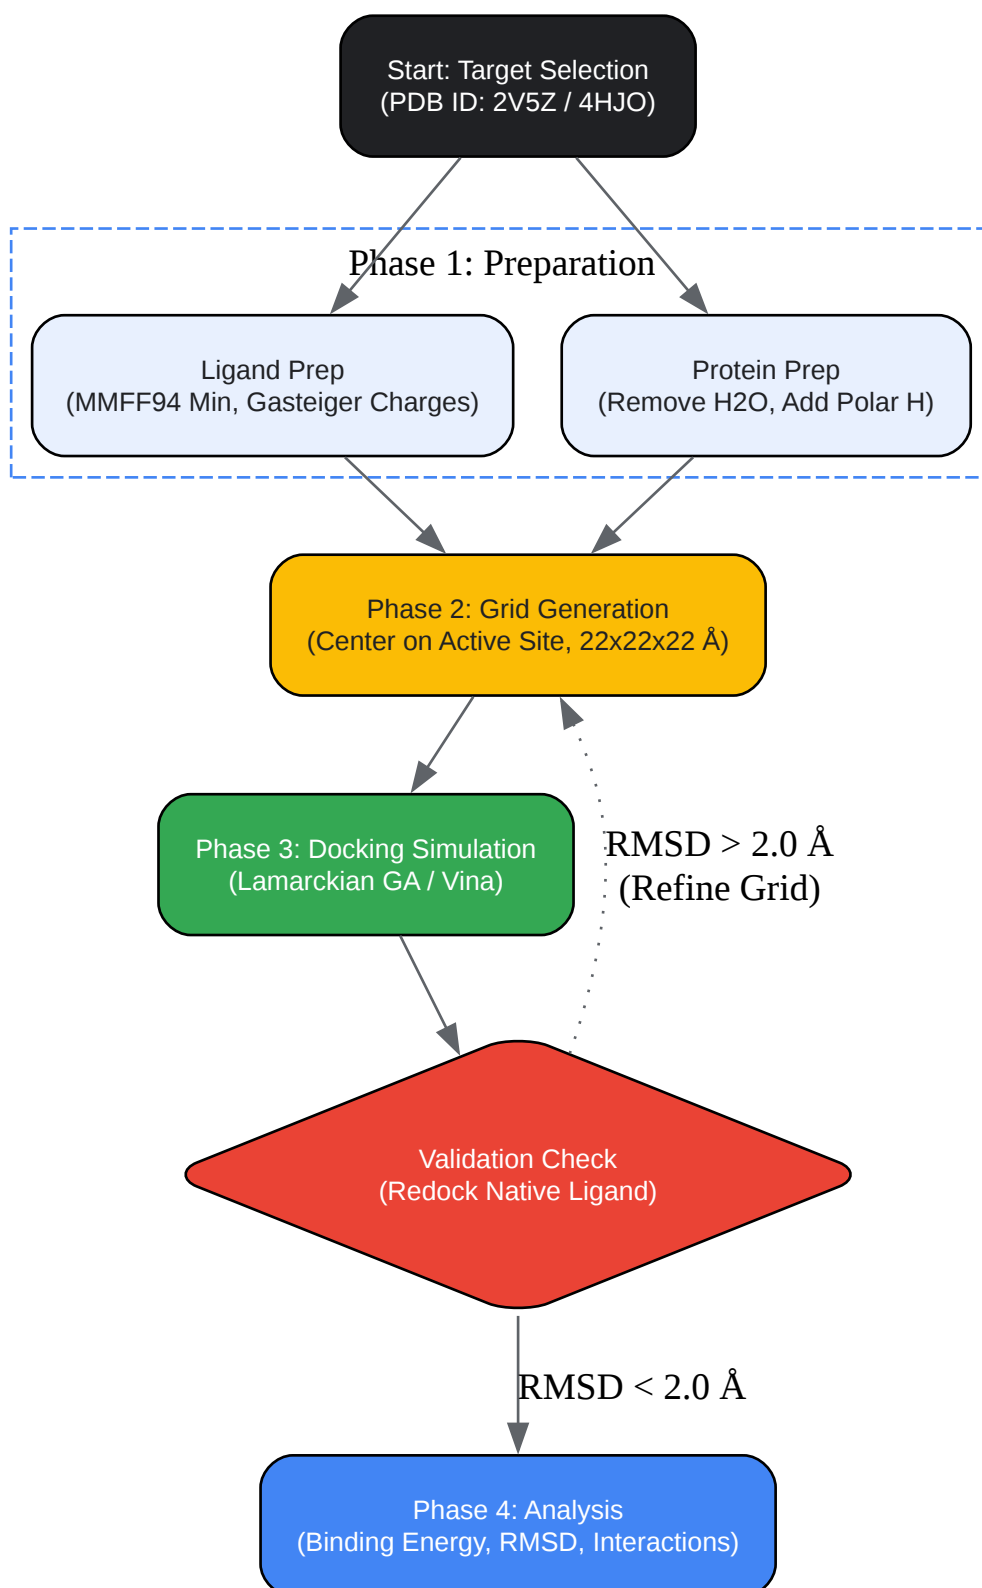 Start: Target Selection
(PDB ID: 2V5Z / 4HJO)
Phase 1: Preparation
Ligand Prep
(MMFF94 Min, Gasteiger Charges)
Protein Prep
(Remove H2O, Add Polar H)
Phase 2: Grid Generation
(Center on Active Site, 22x22x22 Å)
Phase 3: Docking Simulation
(Lamarckian GA / Vina)
RMSD > 2.0 Å
(Refine Grid)
Validation Check
(Redock Native Ligand)
RMSD < 2.0 Å
Phase 4: Analysis
(Binding Energy, RMSD, Interactions)